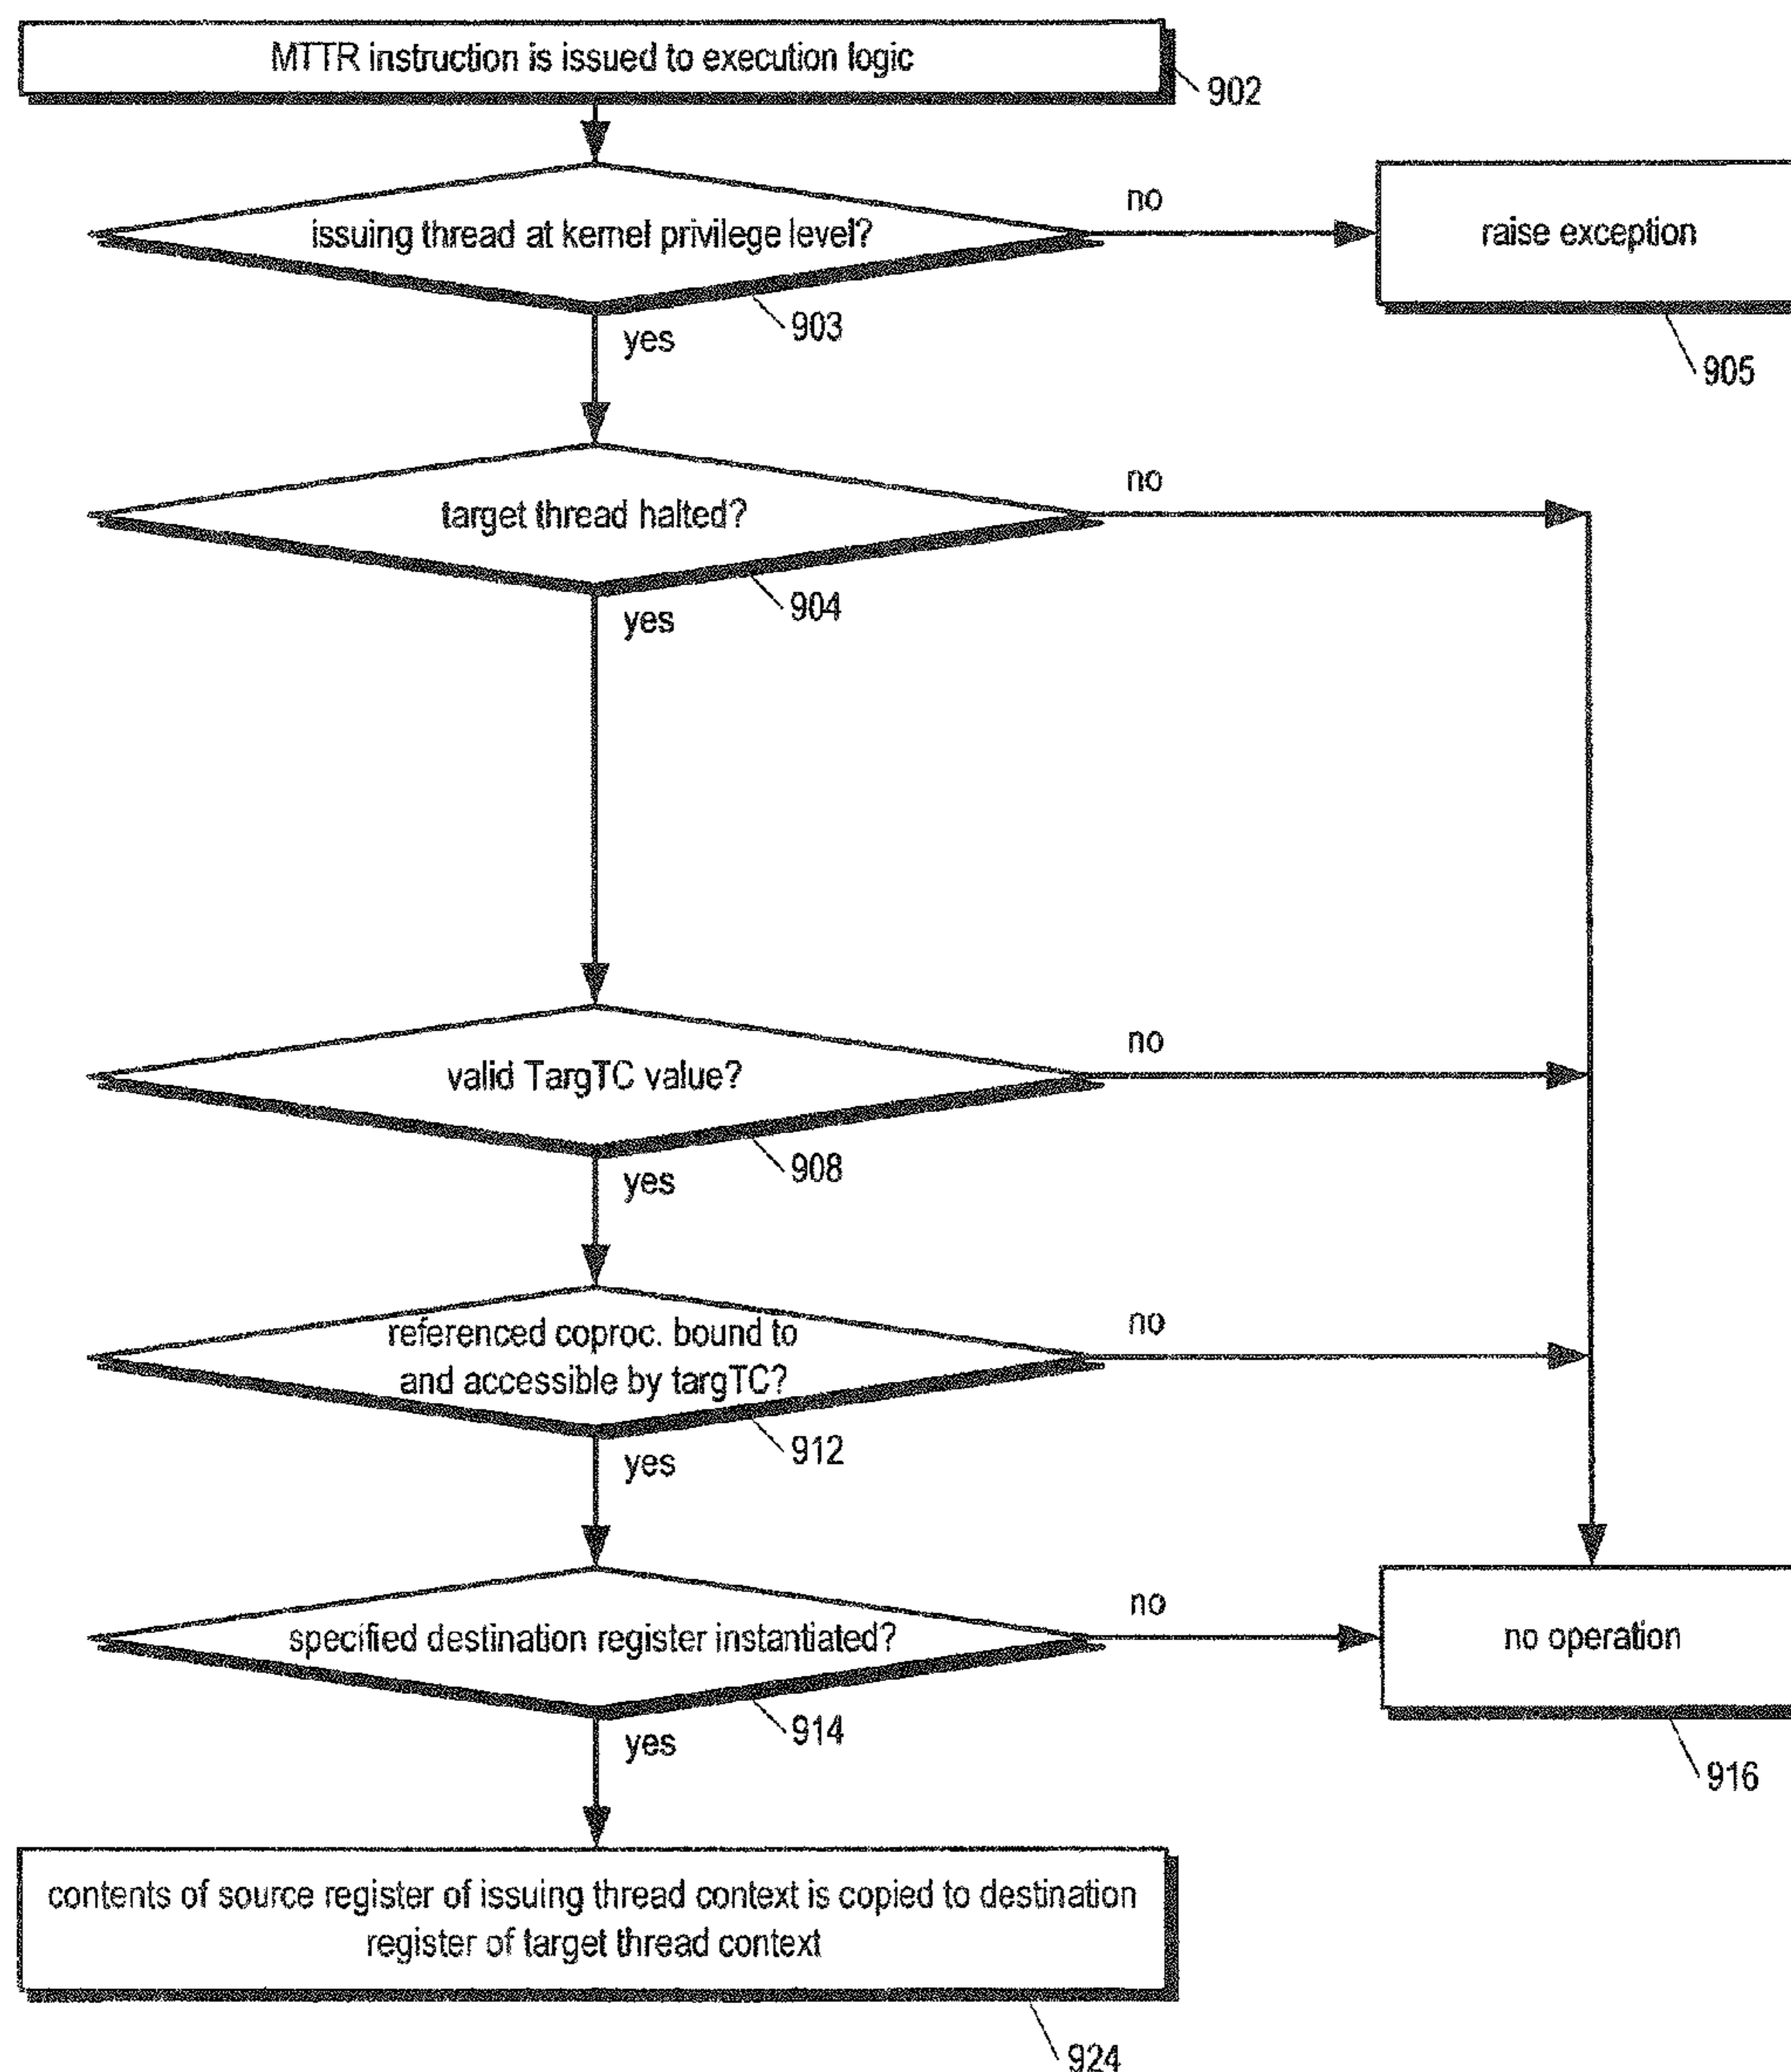 MTTR instruction is issued to execution logic
902
issuing thread at kernel privilege level?
no
raise exception
903
yes
905
target thread halted?
no
904
yes
valid TargTC value?
no
908
yes
referenced coproc. bound to
and accessible by targTC?
no
912
yes
specified destination register instantiated?
no
no operation
914
yes
916
contents of source register of issuing thread context is copied to destination
register of target thread context
924